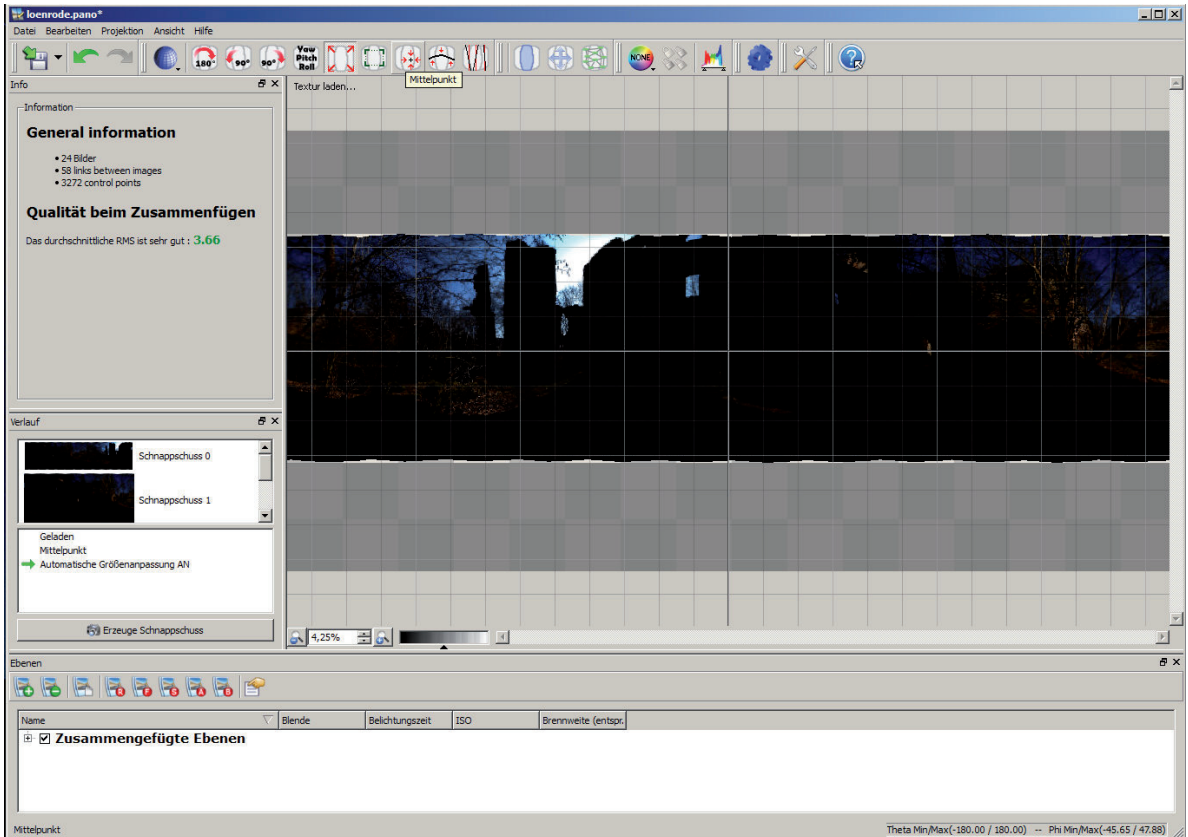 loenrode.pano*
Datei Bearbeiten Projektion Ansicht Hilfe
180° 90° 90° Yaw Pitch Roll NONE
Mittelpunkt
Info
Textur laden...
Information
General information
• 24 Bilder
• 58 links between images
• 3272 control points
Qualität beim Zusammenfügen
Das durchschnittliche RMS ist sehr gut : 3.66
Verlauf
Schnappschuss 0
Schnappschuss 1
Geladen
Mittelpunkt
Automatische Größenanpassung AN
Erzeuge Schnappschuss
4,25%
Ebenen
R F S A B
Name Blende Belichtungszeit ISO Brennweite (entspr.
Zusammengefügte Ebenen
Mittelpunkt
Theta Min/Max(-180.00 / 180.00) -- Phi Min/Max(-45.65 / 47.88)